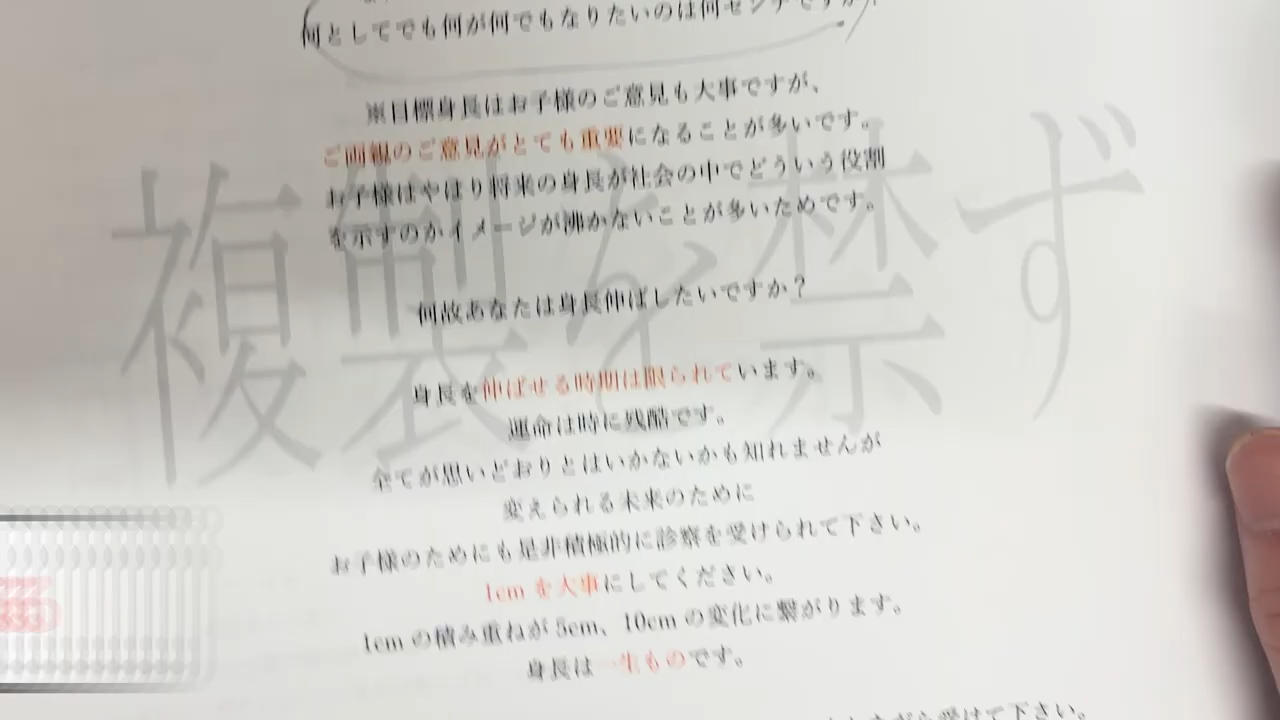 何としてでも何が何でもなりたいのは何センチですか?
※目標身長はお子様のご意見も大事ですが、
ご両親のご意見がとても重要になることが多いです。
お子様はやはり将来の身長が社会の中でどういう役割
を示すのかイメージが沸かないことが多いためです。
何故あなたは身長伸ばしたいですか?
身長を伸ばせる時期は限られています。
運命は時に残酷です。
全てが思いどおりとはいかないかも知れませんが
変えられる未来のために
お子様のためにも是非積極的に診察を受けられて下さい。
1cm を大事にしてください。
1cm の積み重ねが 5cm、10cm の変化に繋がります。
身長は一生ものです。
受けて下さい。
複製を禁ず